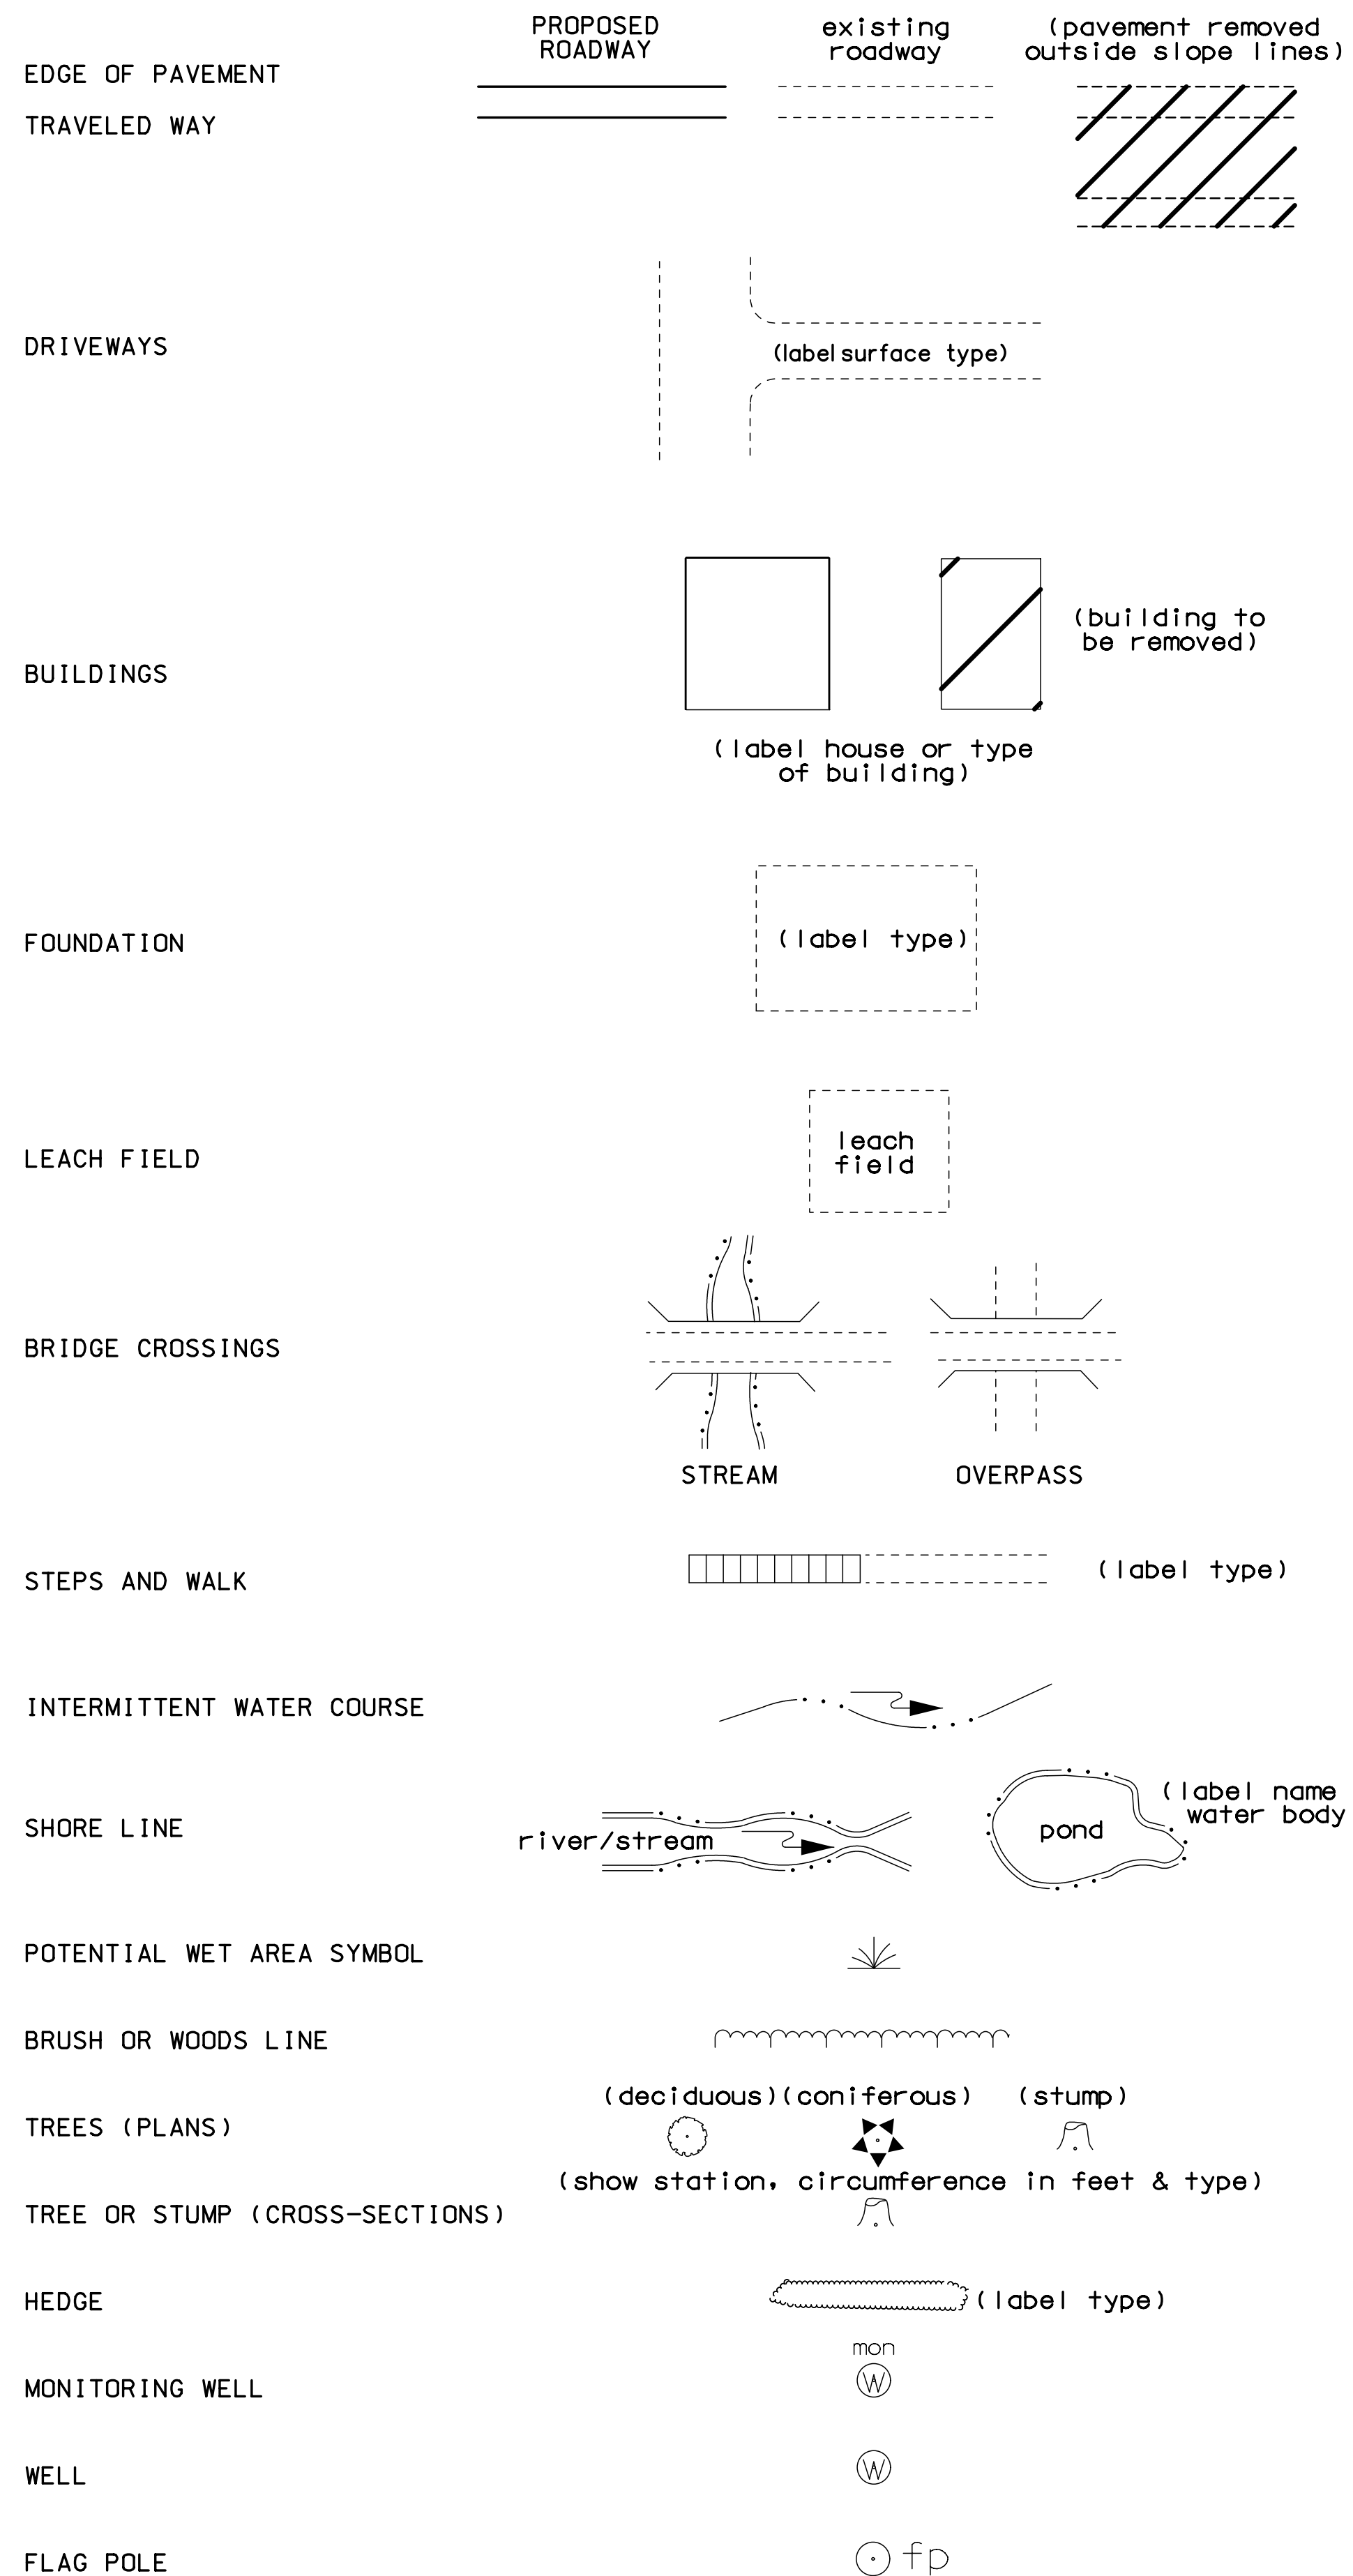 PROPOSED
ROADWAY
existing
roadway
(pavement removed
outside slope lines)
EDGE OF PAVEMENT
TRAVELED WAY
DRIVEWAYS
(label surface type)
BUILDINGS
(building to
be removed)
(label house or type
of building)
FOUNDATION
(label type)
LEACH FIELD
leach
field
BRIDGE CROSSINGS
STREAM
OVERPASS
STEPS AND WALK
(label type)
INTERMITTENT WATER COURSE
SHORE LINE
river/stream
pond
(label name
water body
POTENTIAL WET AREA SYMBOL
BRUSH OR WOODS LINE
TREES (PLANS)
(deciduous) (coniferous) (stump)
(show station, circumference in feet & type)
TREE OR STUMP (CROSS-SECTIONS)
HEDGE
(label type)
MONITORING WELL
mon
W
WELL
W
FLAG POLE
fp